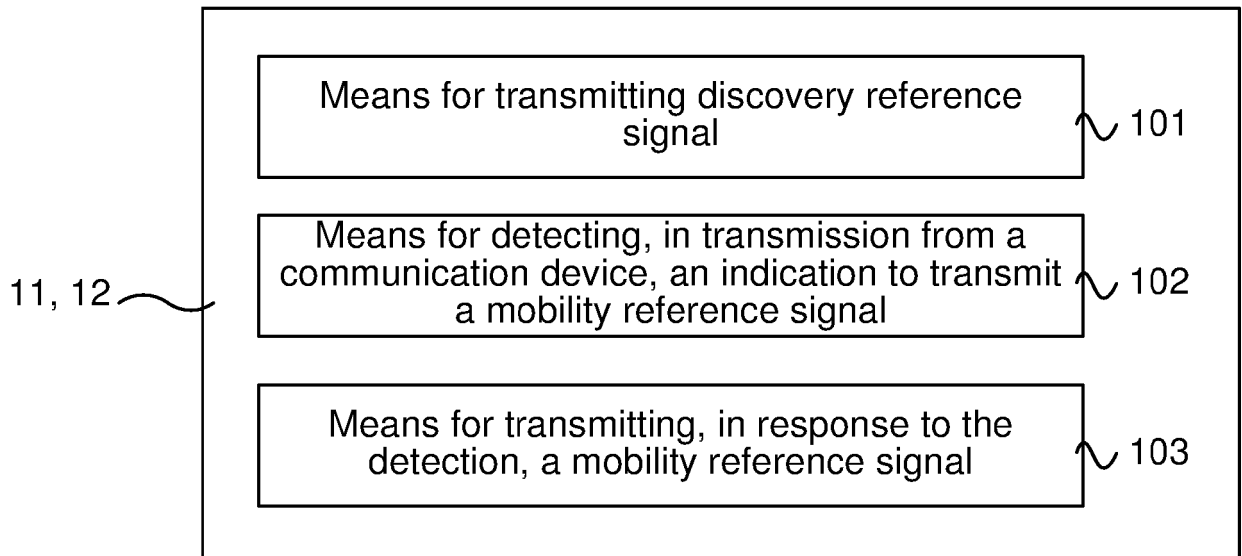 Means for transmitting discovery reference
signal
101
Means for detecting, in transmission from a
communication device, an indication to transmit
a mobility reference signal
102
11, 12
Means for transmitting, in response to the
detection, a mobility reference signal
103